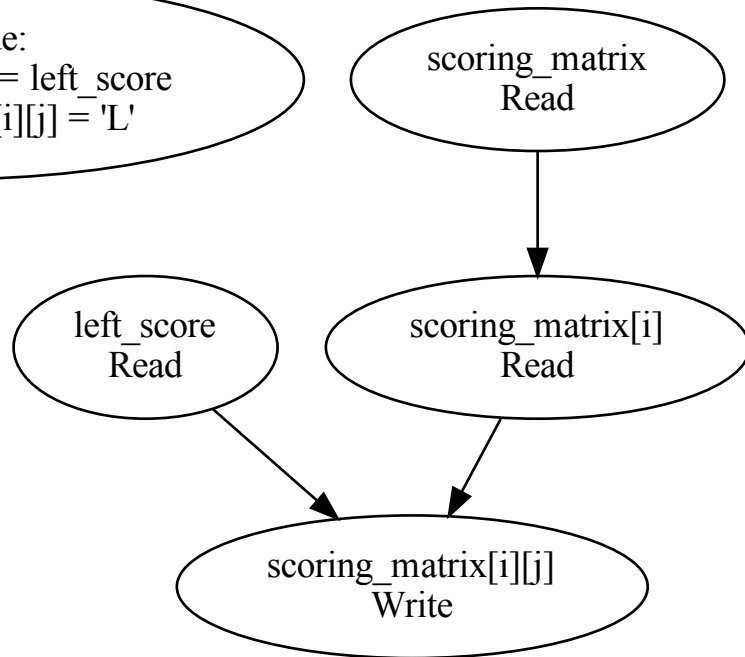 e:
= left_score
[i][j] = 'L'
scoring_matrix
Read
left_score
Read
scoring_matrix[i]
Read
scoring_matrix[i][j]
Write